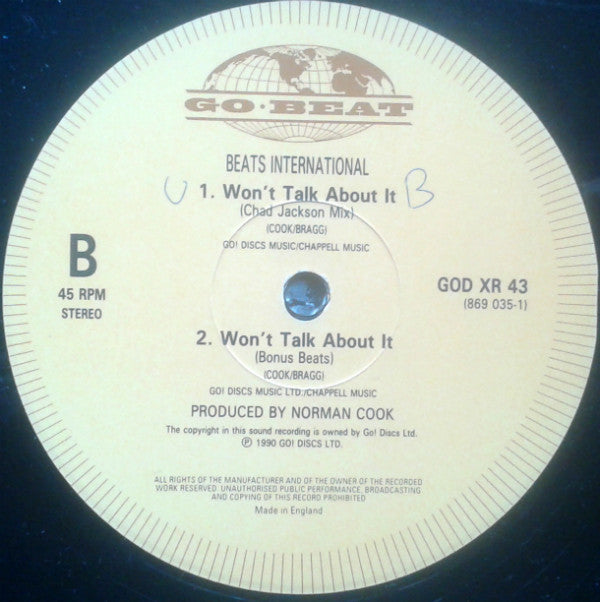 GO·BEAT
BEATS INTERNATIONAL
U 1. Won't Talk About It B
(Chad Jackson Mix)
(COOK/BRAGG)
GO! DISCS MUSIC/CHAPPELL MUSIC
B
45 RPM
STEREO
GOD XR 43
(869 035-1)
2. Won't Talk About It
(Bonus Beats)
(COOK/BRAGG)
GO! DISCS MUSIC LTD./CHAPPELL MUSIC
PRODUCED BY NORMAN COOK
The copyright in this sound recording is owned by Go! Discs Ltd.
℗ 1990 GO! DISCS LTD.
ALL RIGHTS OF THE MANUFACTURER AND OF THE OWNER OF THE RECORDED
WORK RESERVED. UNAUTHORISED PUBLIC PERFORMANCE, BROADCASTING
AND COPYING OF THIS RECORD PROHIBITED
Made in England